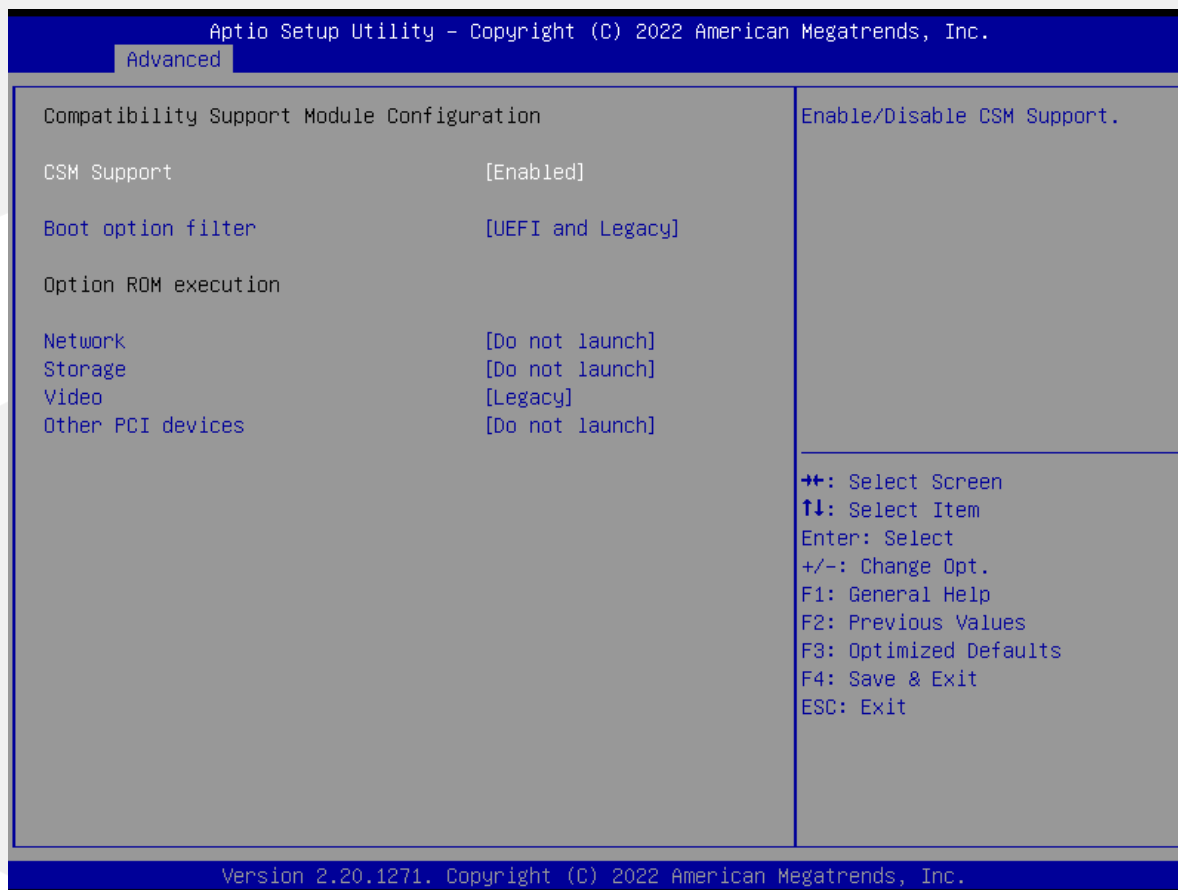 Aptio Setup Utility – Copyright (C) 2022 American Megatrends, Inc.
Advanced
Compatibility Support Module Configuration
CSM Support [Enabled]
Boot option filter [UEFI and Legacy]
Option ROM execution
Network [Do not launch]
Storage [Do not launch]
Video [Legacy]
Other PCI devices [Do not launch]
Enable/Disable CSM Support.
→←: Select Screen
↑↓: Select Item
Enter: Select
+/-: Change Opt.
F1: General Help
F2: Previous Values
F3: Optimized Defaults
F4: Save & Exit
ESC: Exit
Version 2.20.1271. Copyright (C) 2022 American Megatrends, Inc.